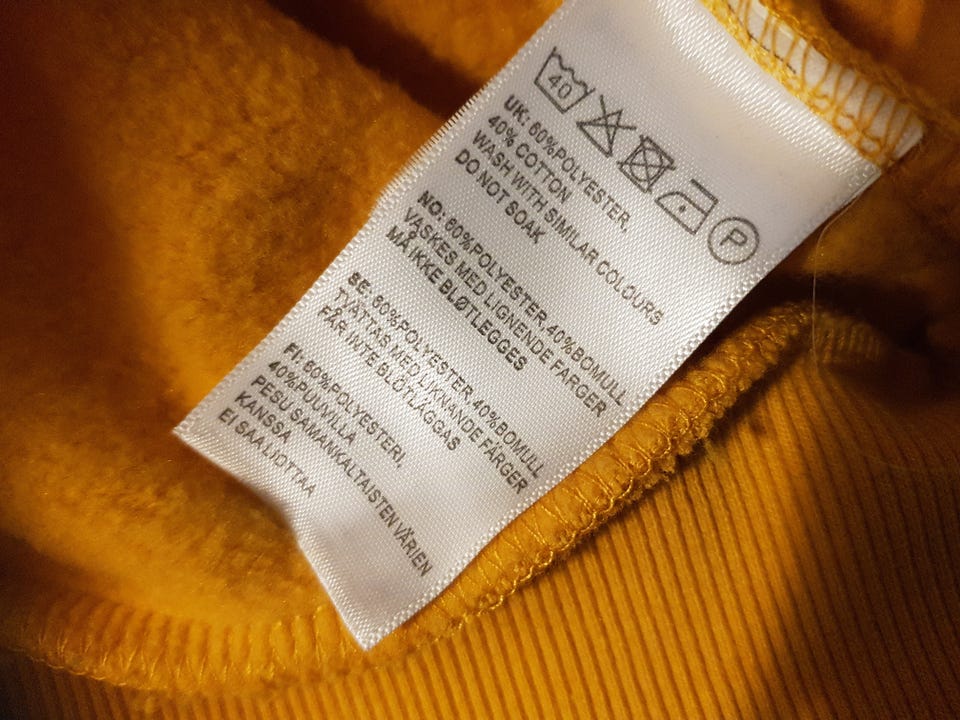 40
P
UK: 60%POLYESTER,
40% COTTON
WASH WITH SIMILAR COLOURS
DO NOT SOAK
NO: 60%POLYESTER,40%BOMULL
VASKES MED LIGNENDE FARGER
MÅ IKKE BLØTLEGGES
SE: 60%POLYESTER,40%BOMULL
TVÄTTAS MED LIKNANDE FÄRGER
FÅR INTE BLÖTLÄGGAS
FI: 60%POLYESTERI,
40%PUUVILLA
PESU SAMANKALTAISTEN VÄRIEN
KANSSA
EI SAA LIOTTAA